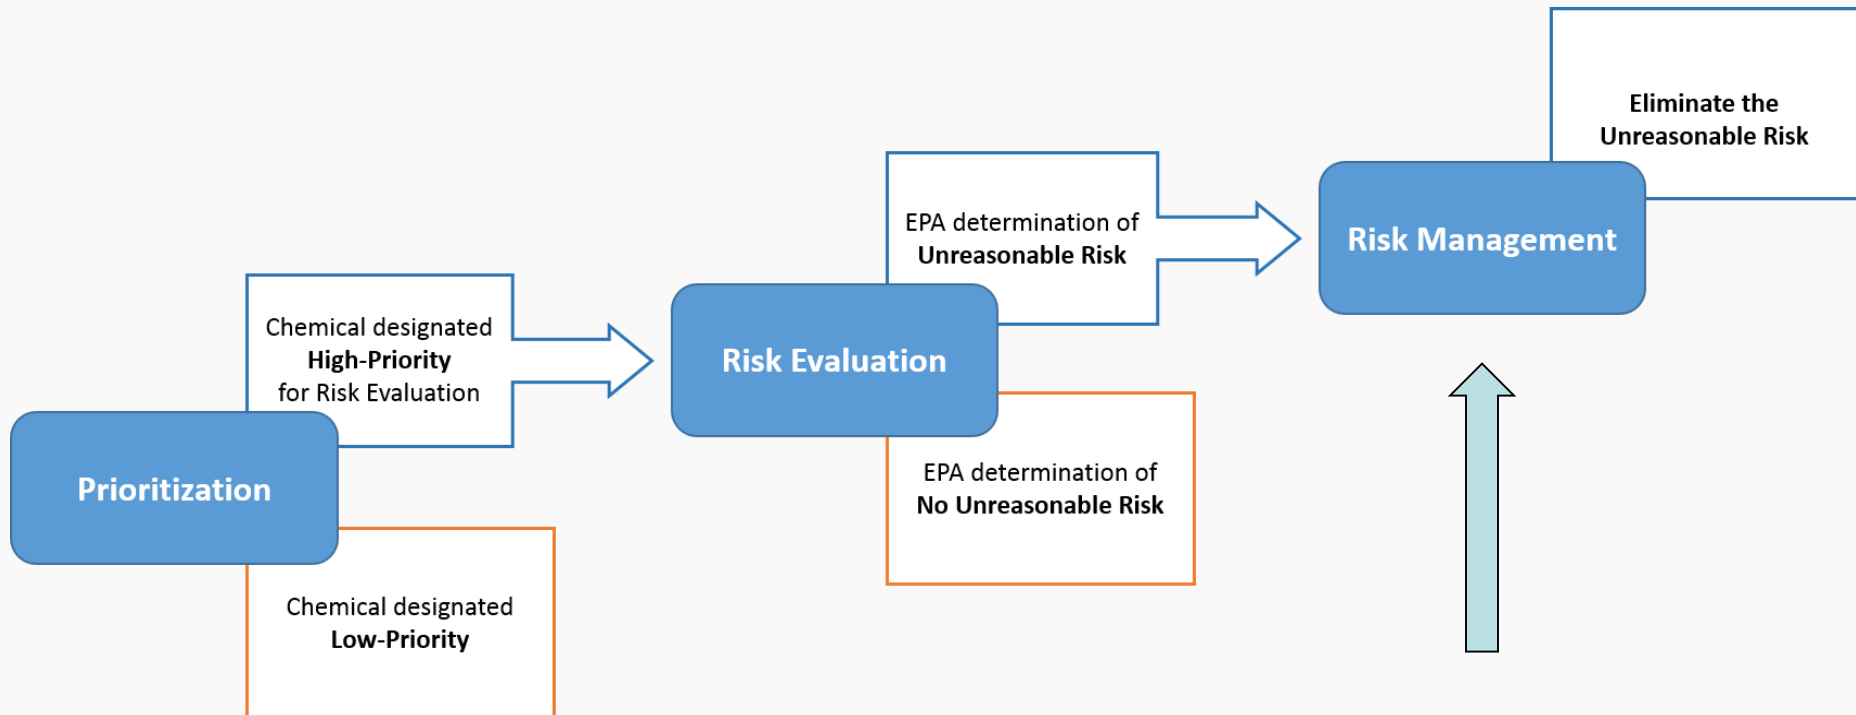 Prioritization
Chemical designated
High-Priority
for Risk Evaluation
Chemical designated
Low-Priority
Risk Evaluation
EPA determination of
Unreasonable Risk
EPA determination of
No Unreasonable Risk
Risk Management
Eliminate the
Unreasonable Risk